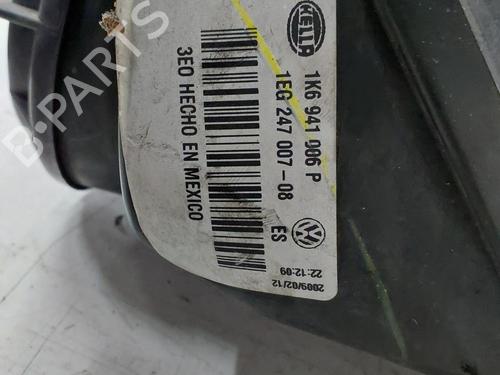 HELLA
1K6 941 006 P
1EG 247 007-08
ES
3EO HECHO EN MEXICO
2009/02/12
22:12:09
B-PARTS